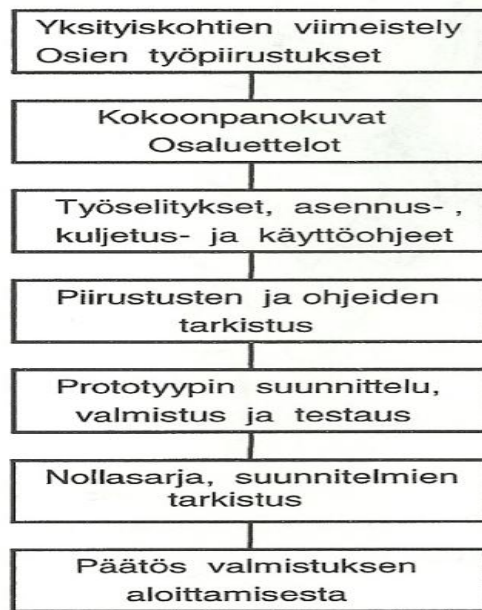 Yksityiskohtien viimeistely
Osien työpiirustukset
Kokoonpanokuvat
Osaluettelot
Työselitykset, asennus- ,
kuljetus- ja käyttöohjeet
Piirustusten ja ohjeiden
tarkistus
Prototyypin suunnittelu,
valmistus ja testaus
Nollasarja, suunnitelmien
tarkistus
Päätös valmistuksen
aloittamisesta